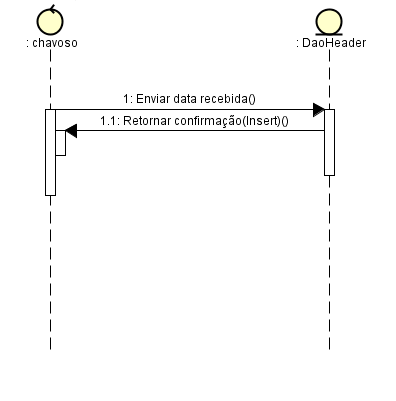 : chavoso
: DaoHeader
1: Enviar data recebida()
1.1: Retornar confirmação(Insert)()